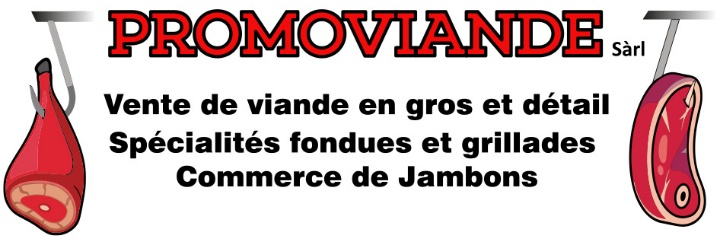 PROMOVIANDE Sàrl
Vente de viande en gros et détail
Spécialités fondues et grillades
Commerce de Jambons